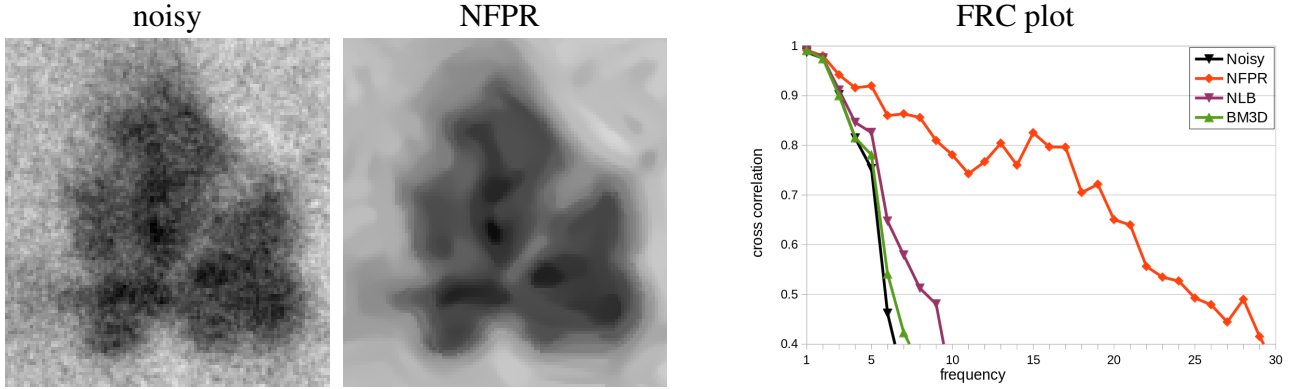 noisy
NFPR
FRC plot
1
0.9
0.8
0.7
0.6
0.5
0.4
cross correlation
Noisy
NFPR
NLB
BM3D
1 5 10 15 20 25 30
frequency